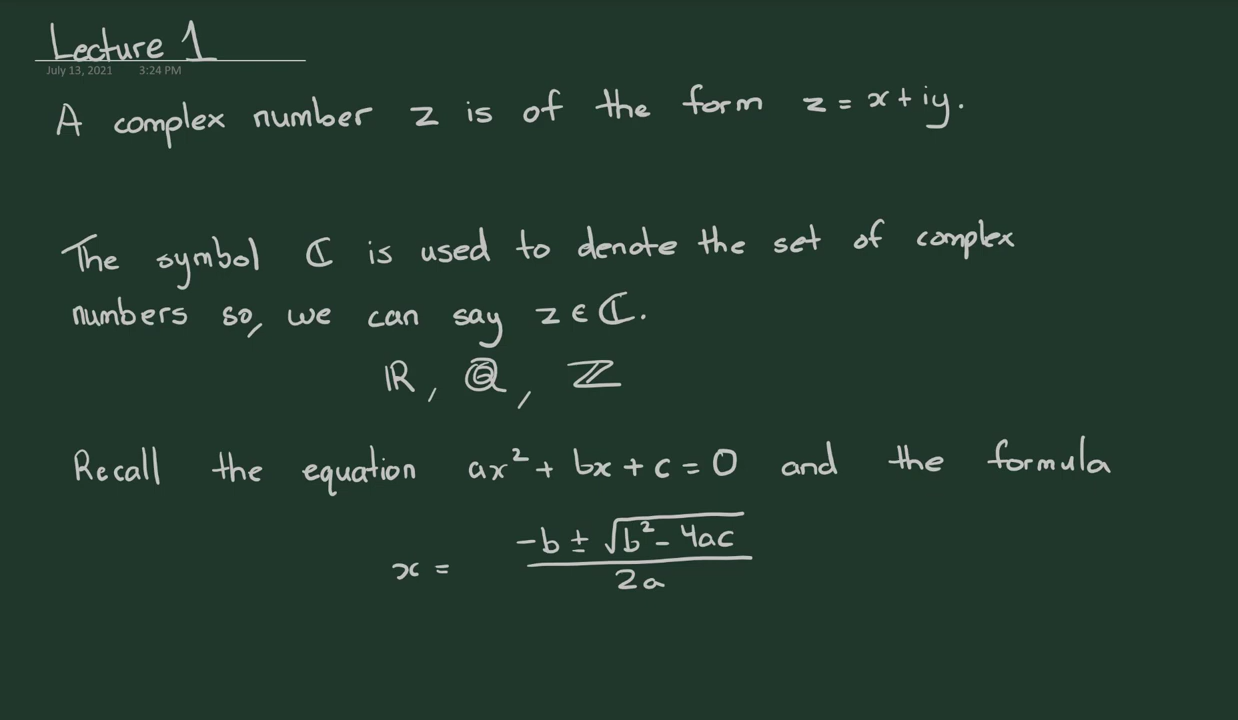 Lecture 1
July 13, 2021 3:24 PM
A complex number z is of the form z = x + iy.
The symbol ℂ is used to denote the set of complex
numbers so, we can say z ∈ ℂ.
ℝ, ℚ, ℤ
Recall the equation ax² + bx + c = 0 and the formula
x = (-b ± √(b² - 4ac)) / 2a